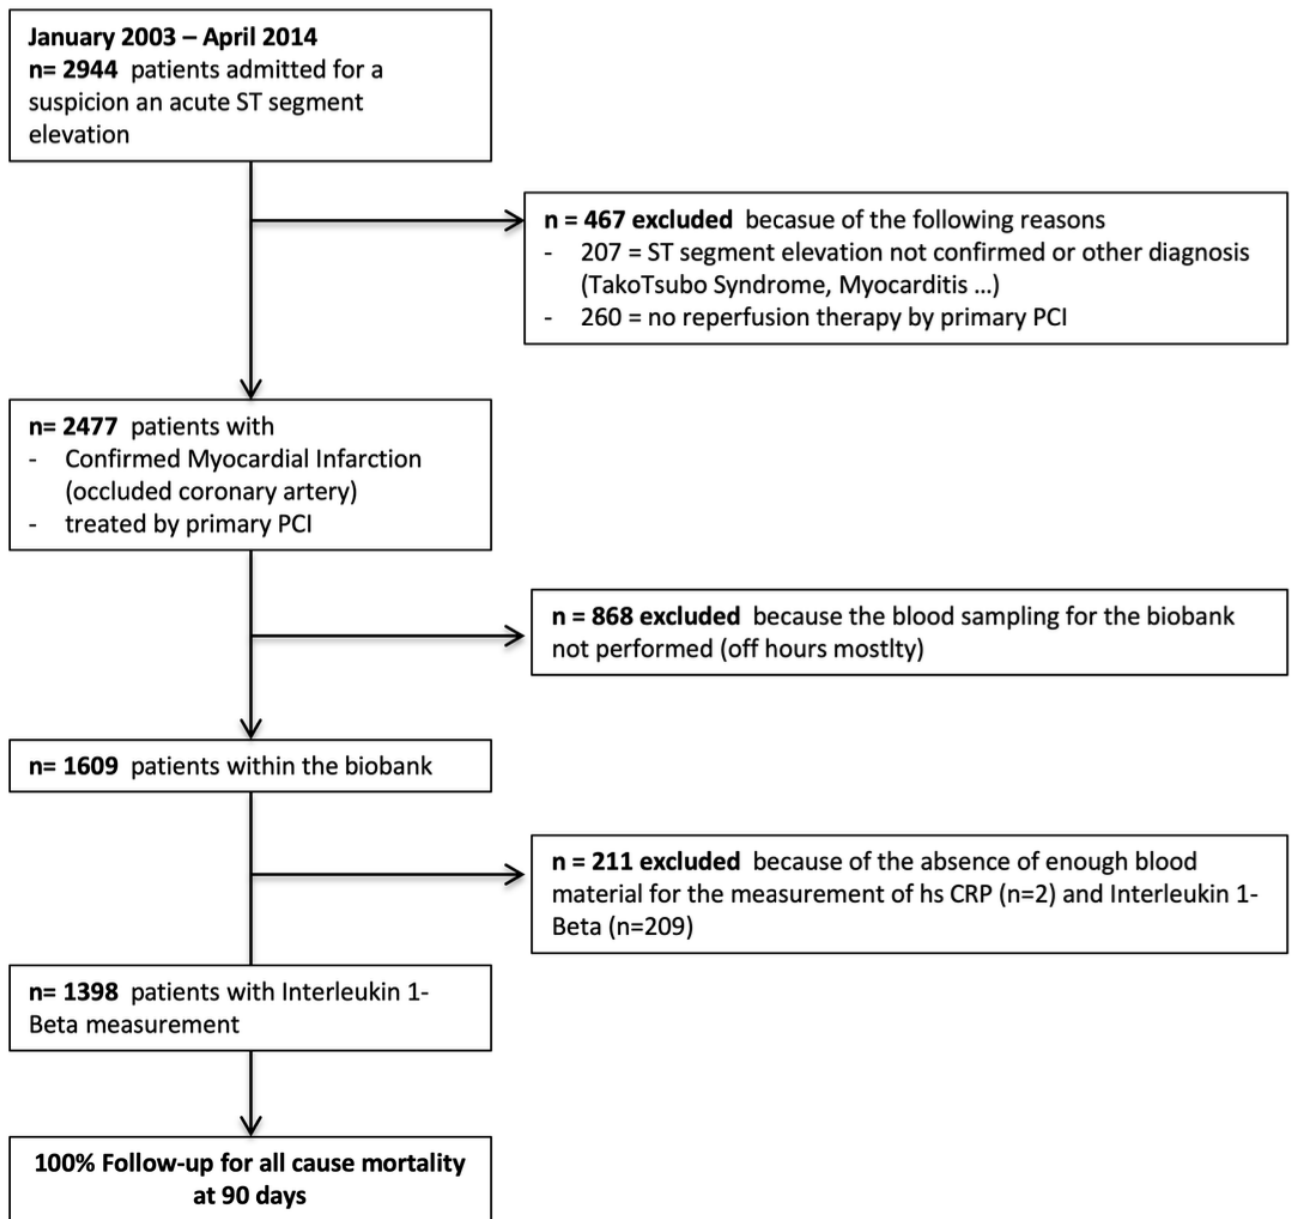 January 2003 – April 2014
n= 2944 patients admitted for a
suspicion an acute ST segment
elevation
n = 467 excluded becasue of the following reasons
- 207 = ST segment elevation not confirmed or other diagnosis
(TakoTsubo Syndrome, Myocarditis ...)
- 260 = no reperfusion therapy by primary PCI
n= 2477 patients with
- Confirmed Myocardial Infarction
(occluded coronary artery)
- treated by primary PCI
n = 868 excluded because the blood sampling for the biobank
not performed (off hours mostlty)
n= 1609 patients within the biobank
n = 211 excluded because of the absence of enough blood
material for the measurement of hs CRP (n=2) and Interleukin 1-
Beta (n=209)
n= 1398 patients with Interleukin 1-
Beta measurement
100% Follow-up for all cause mortality
at 90 days